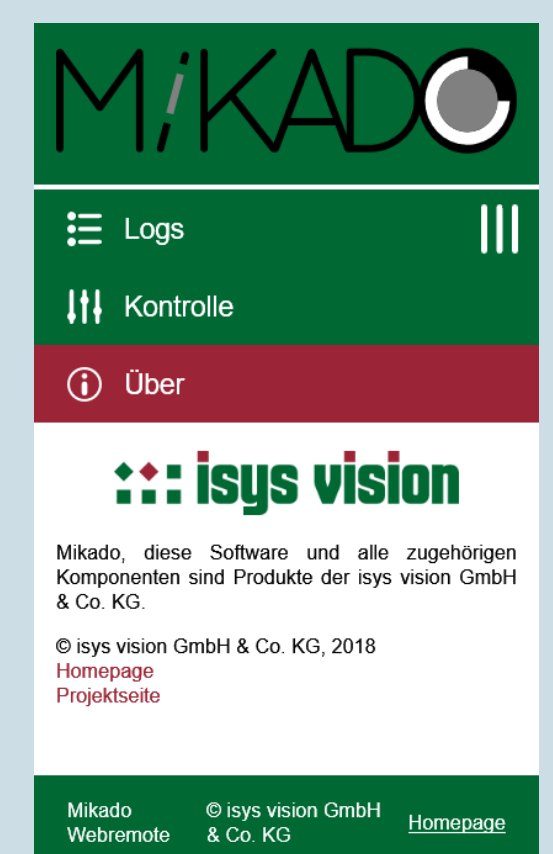 MiKADO
Logs
Kontrolle
Über
isys vision
Mikado, diese Software und alle zugehörigen
Komponenten sind Produkte der isys vision GmbH
& Co. KG.
© isys vision GmbH & Co. KG, 2018
Homepage
Projektseite
Mikado
Webremote
© isys vision GmbH
& Co. KG
Homepage